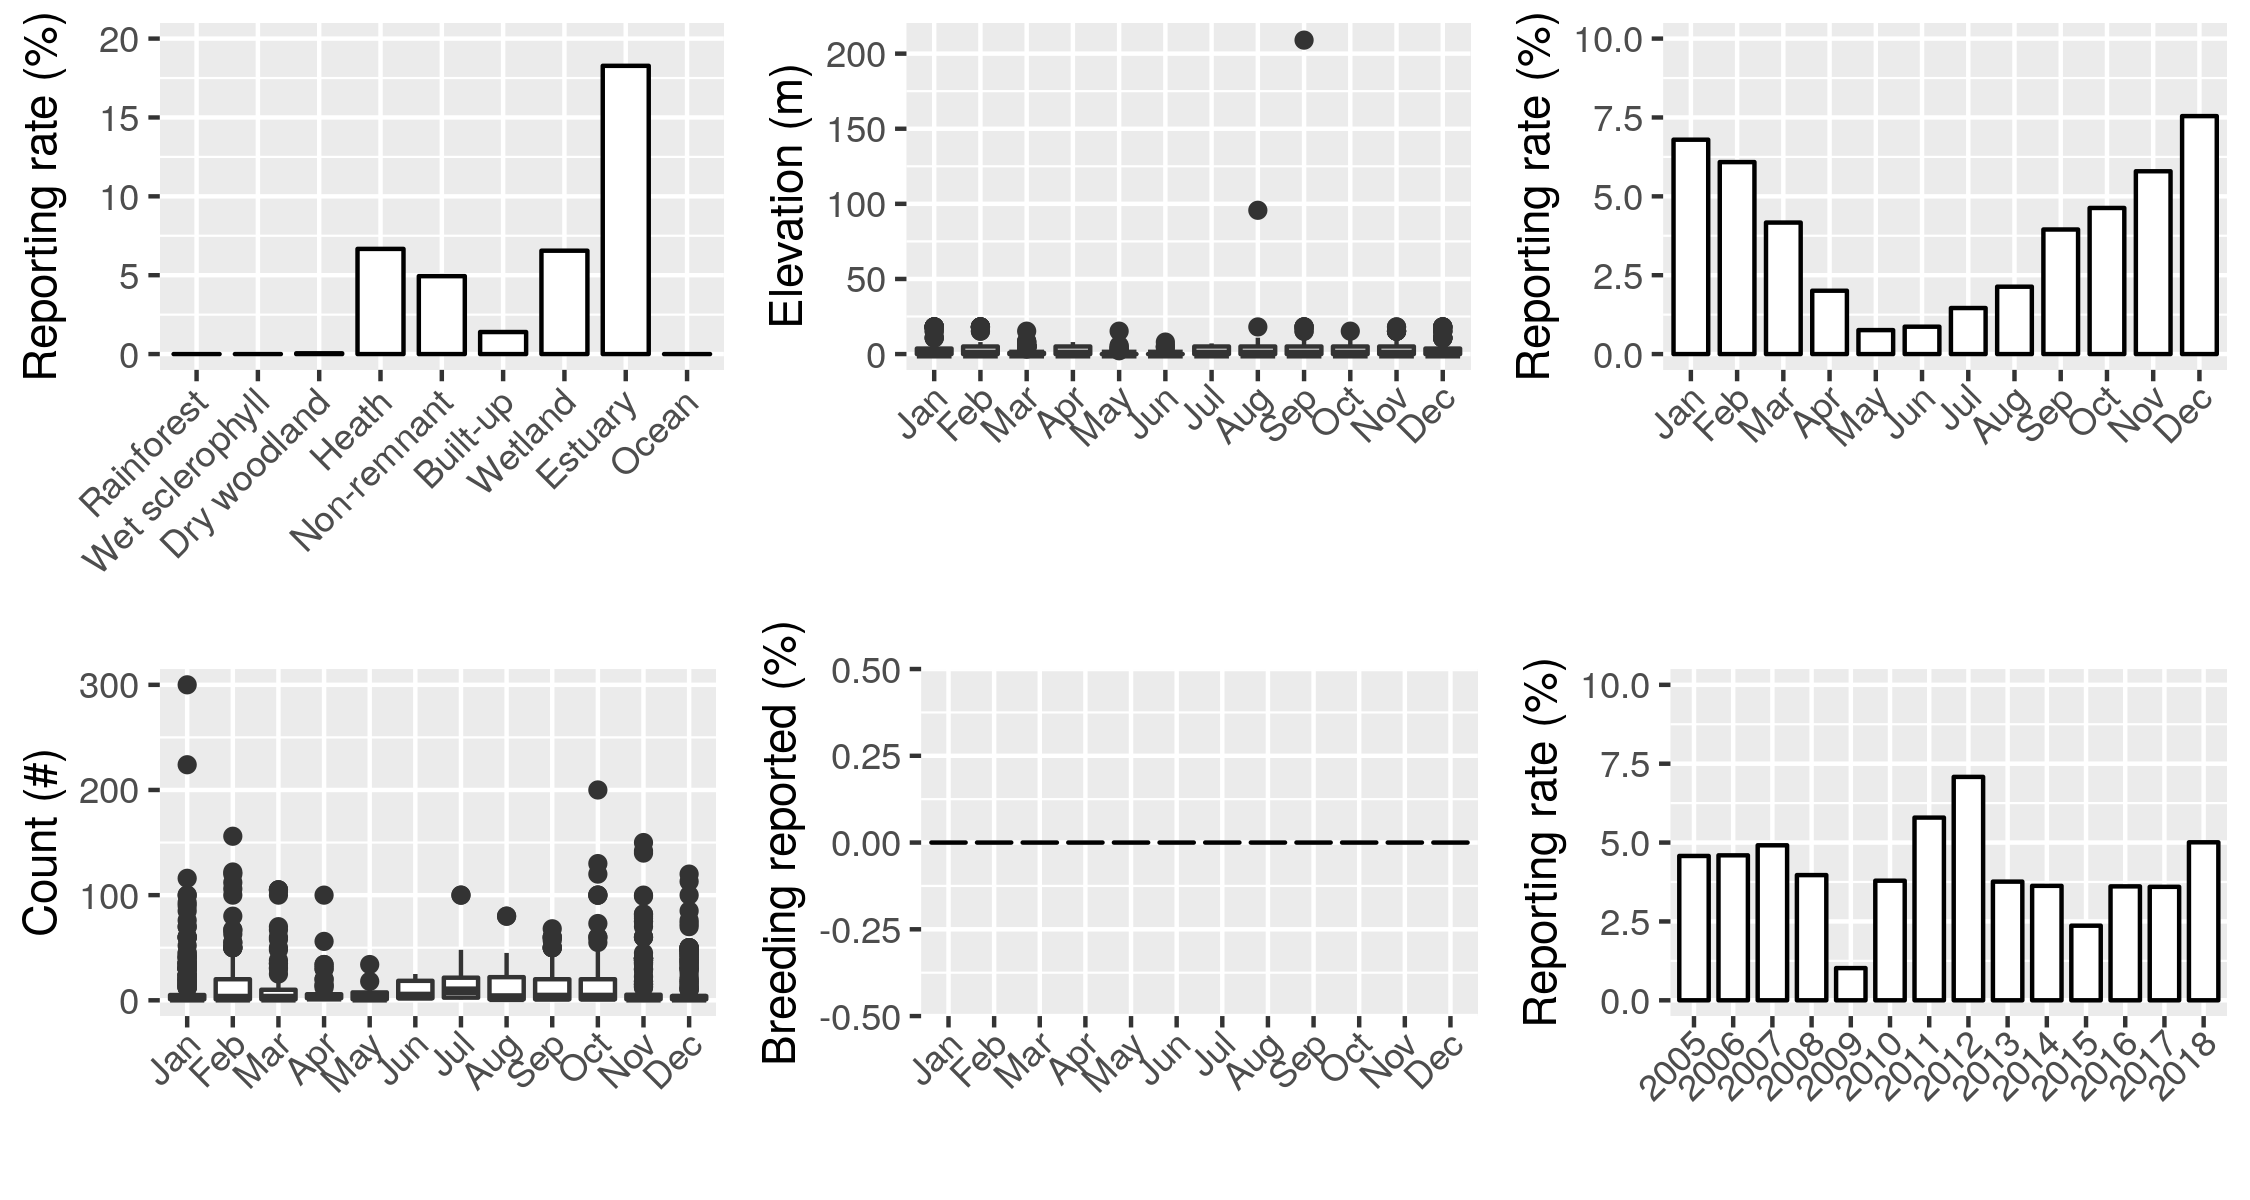 Reporting rate (%)
20
15
10
5
0
Rainforest
Wet sclerophyll
Dry woodland
Heath
Non-remnant
Built-up
Wetland
Estuary
Ocean
Elevation (m)
200
150
100
50
0
Jan
Feb
Mar
Apr
May
Jun
Jul
Aug
Sep
Oct
Nov
Dec
Reporting rate (%)
10.0
7.5
5.0
2.5
0.0
Jan
Feb
Mar
Apr
May
Jun
Jul
Aug
Sep
Oct
Nov
Dec
Count (#)
300
200
100
0
Jan
Feb
Mar
Apr
May
Jun
Jul
Aug
Sep
Oct
Nov
Dec
Breeding reported (%)
0.50
0.25
0.00
-0.25
-0.50
Jan
Feb
Mar
Apr
May
Jun
Jul
Aug
Sep
Oct
Nov
Dec
Reporting rate (%)
10.0
7.5
5.0
2.5
0.0
2005
2006
2007
2008
2009
2010
2011
2012
2013
2014
2015
2016
2017
2018